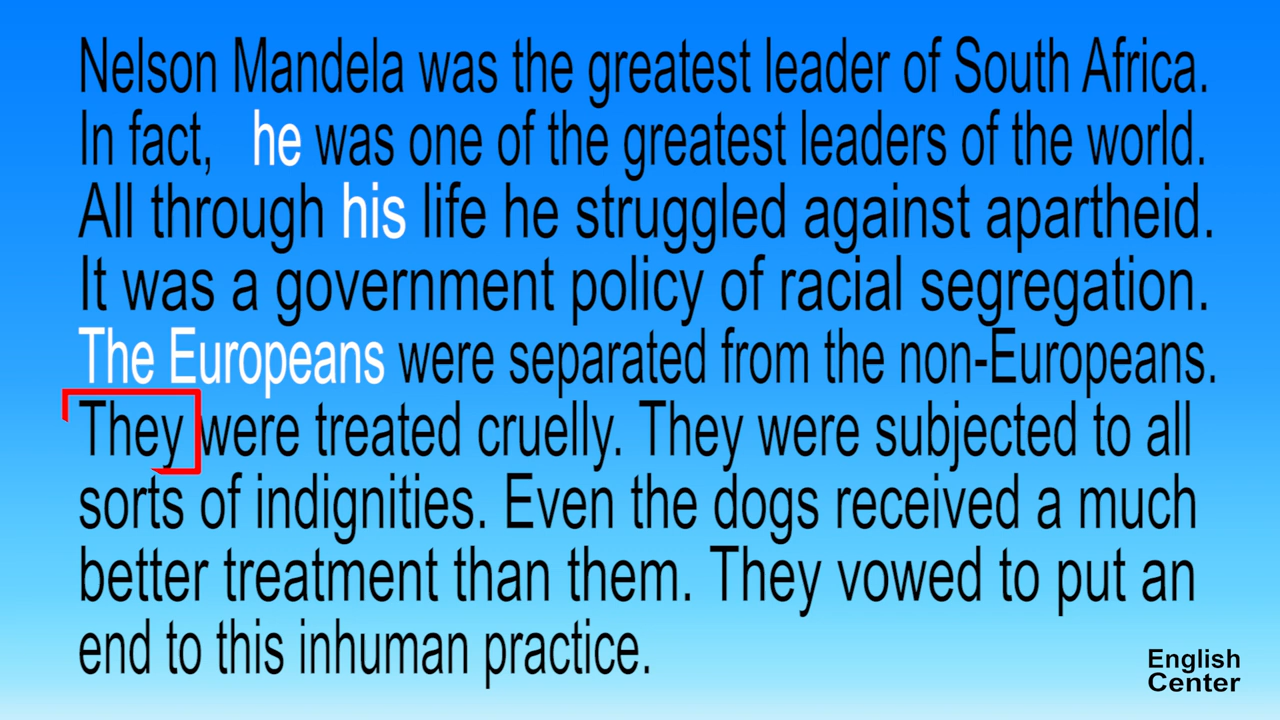 Nelson Mandela was the greatest leader of South Africa.
In fact, he was one of the greatest leaders of the world.
All through his life he struggled against apartheid.
It was a government policy of racial segregation.
The Europeans were separated from the non-Europeans.
They were treated cruelly. They were subjected to all
sorts of indignities. Even the dogs received a much
better treatment than them. They vowed to put an
end to this inhuman practice.
English
Center